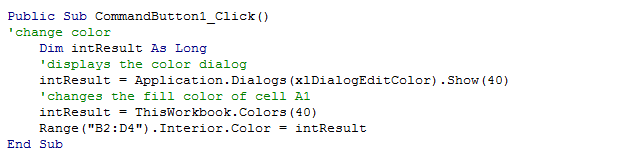 Public Sub CommandButton1_Click()
'change color
    Dim intResult As Long
    'displays the color dialog
    intResult = Application.Dialogs(xlDialogEditColor).Show(40)
    'changes the fill color of cell A1
    intResult = ThisWorkbook.Colors(40)
    Range("B2:D4").Interior.Color = intResult
End Sub